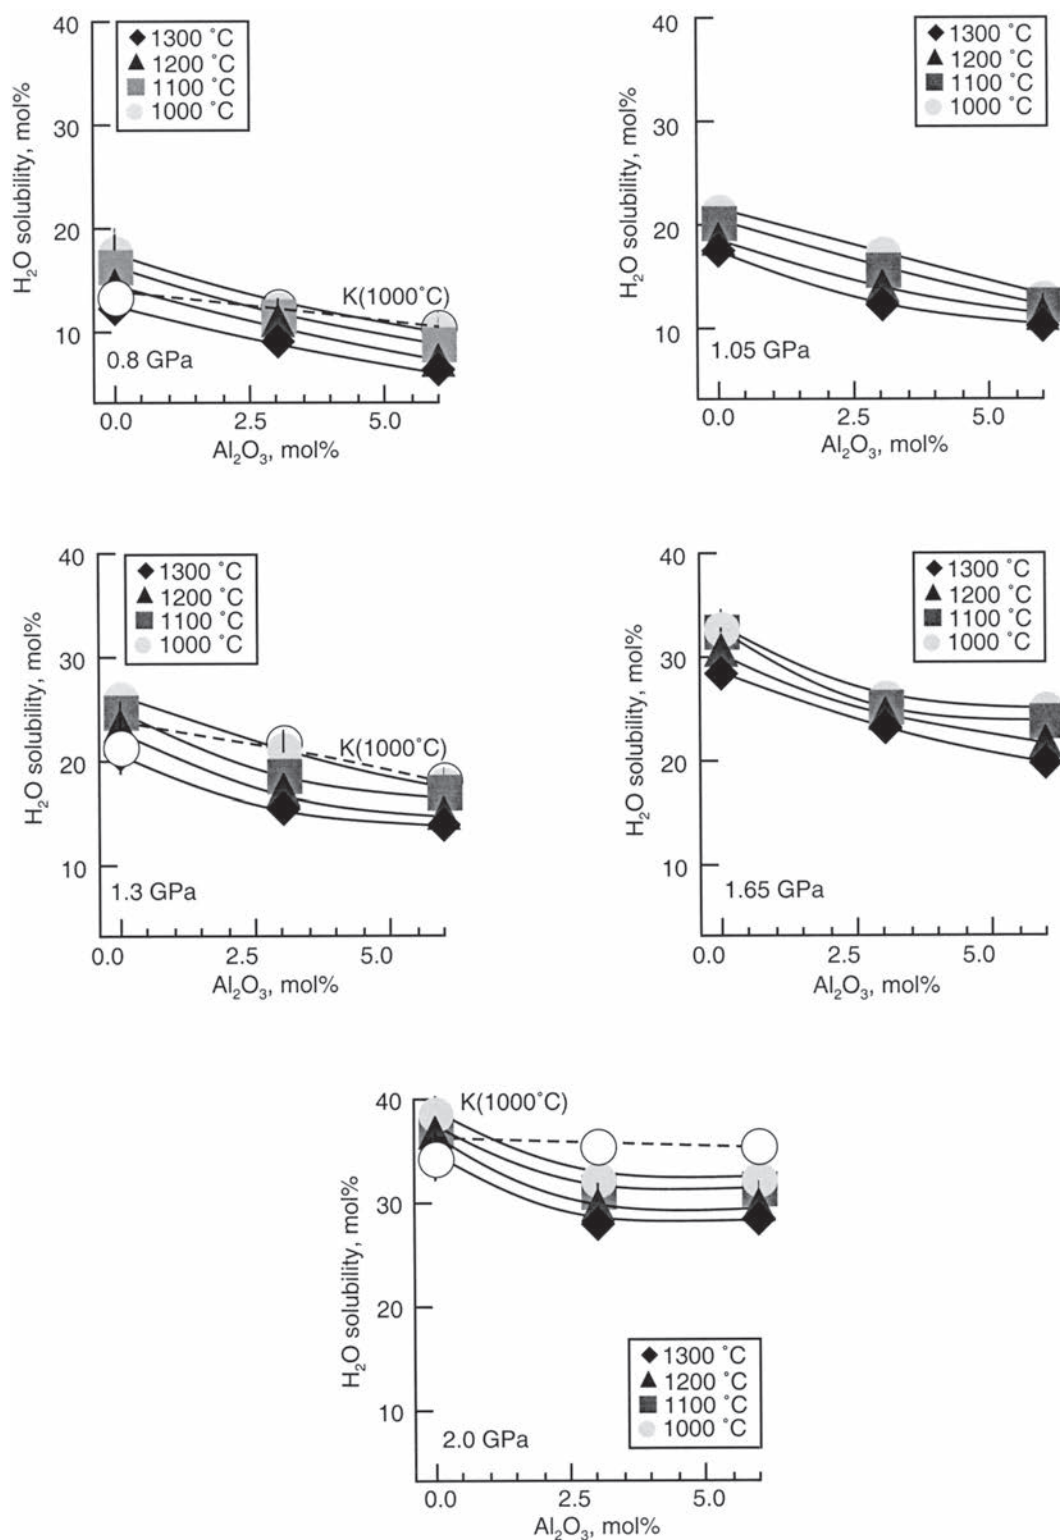 40
30
20
10
H₂O solubility, mol%
1300 ˚C
1200 ˚C
1100 ˚C
1000 ˚C
K(1000˚C)
0.8 GPa
0.0 2.5 5.0
Al₂O₃, mol%
40
30
20
10
H₂O solubility, mol%
1300 ˚C
1200 ˚C
1100 ˚C
1000 ˚C
1.05 GPa
0.0 2.5 5.0
Al₂O₃, mol%
40
30
20
10
H₂O solubility, mol%
1300 ˚C
1200 ˚C
1100 ˚C
1000 ˚C
K(1000˚C)
1.3 GPa
0.0 2.5 5.0
Al₂O₃, mol%
40
30
20
10
H₂O solubility, mol%
1300 ˚C
1200 ˚C
1100 ˚C
1000 ˚C
1.65 GPa
0.0 2.5 5.0
Al₂O₃, mol%
40
30
20
10
H₂O solubility, mol%
K(1000˚C)
1300 ˚C
1200 ˚C
1100 ˚C
1000 ˚C
2.0 GPa
0.0 2.5 5.0
Al₂O₃, mol%